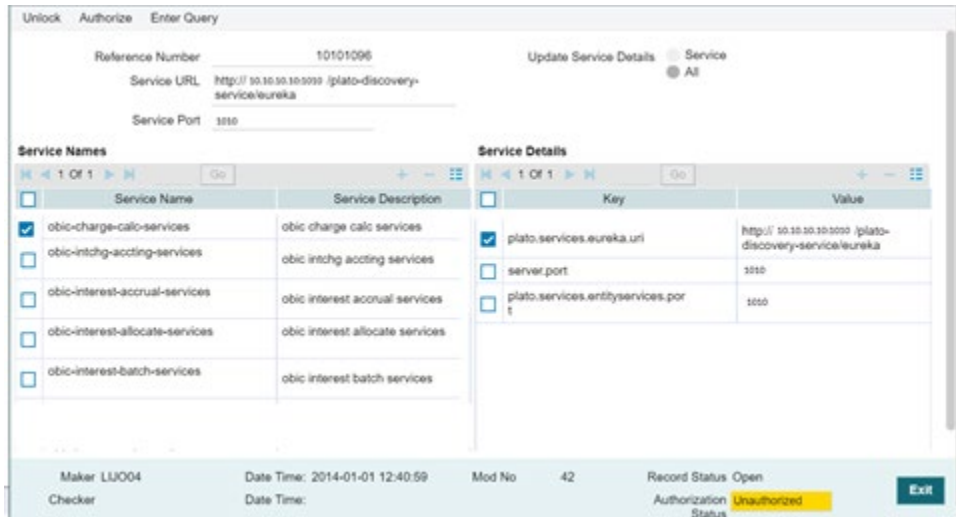 Unlock Authorize Enter Query
Reference Number 10101096
Update Service Details Service
All
Service URL http:// 10.10.10.10:1010 /plato-discovery-
service/eureka
Service Port 1010
Service Names
1 Of 1 Go
Service Name Service Description
obic-charge-calc-services obic charge calc services
obic-intchg-accting-services obic intchg accting services
obic-interest-accrual-services obic interest accrual services
obic-interest-allocate-services obic interest allocate services
obic-interest-batch-services obic interest batch services
Service Details
1 Of 1 Go
Key Value
plato.services.eureka.uri http:// 10.10.10.10:1010 /plato-
discovery-service/eureka
server.port 1010
plato.services.entityservices.por 1010
t
Maker LIJO04 Date Time: 2014-01-01 12:40:59 Mod No 42 Record Status Open
Checker Date Time: Authorization Unauthorized
Status
Exit